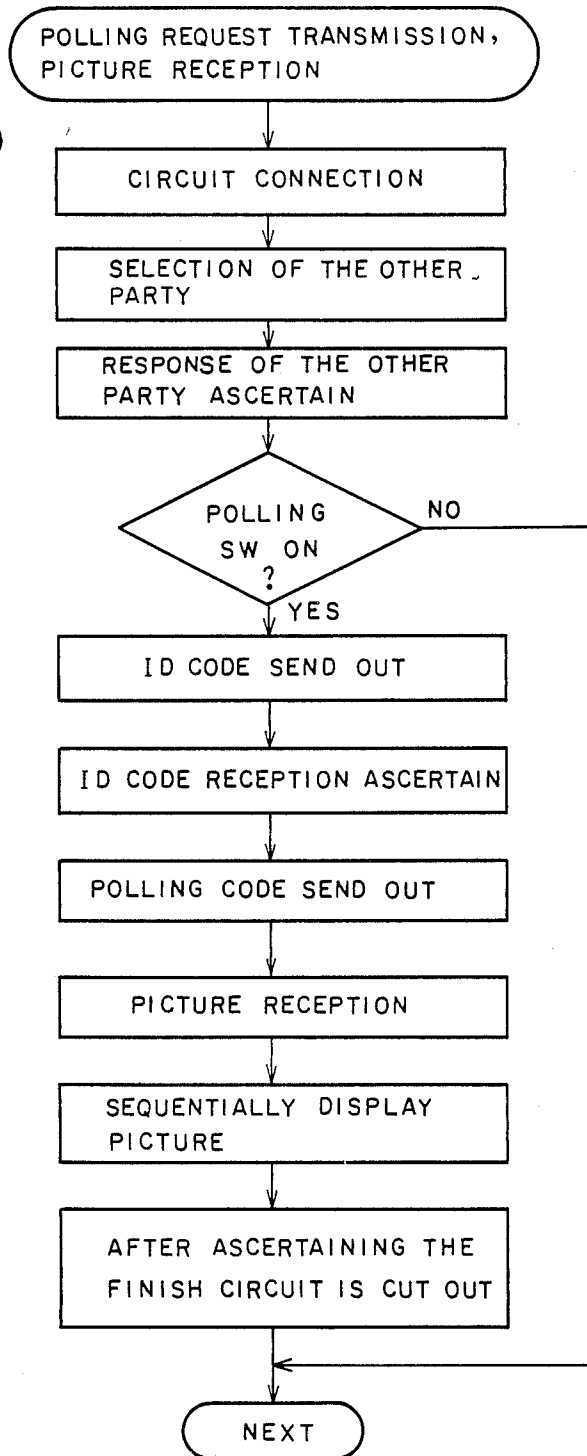 POLLING REQUEST TRANSMISSION,
PICTURE RECEPTION
CIRCUIT CONNECTION
SELECTION OF THE OTHER
PARTY
RESPONSE OF THE OTHER
PARTY ASCERTAIN
POLLING
SW ON
?
NO
YES
ID CODE SEND OUT
ID CODE RECEPTION ASCERTAIN
POLLING CODE SEND OUT
PICTURE RECEPTION
SEQUENTIALLY DISPLAY
PICTURE
AFTER ASCERTAINING THE
FINISH CIRCUIT IS CUT OUT
NEXT